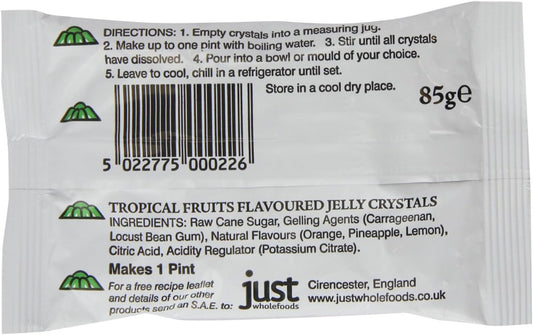 DIRECTIONS: 1. Empty crystals into a measuring jug.
2. Make up to one pint with boiling water. 3. Stir until all crystals
have dissolved. 4. Pour into a bowl or mould of your choice.
5. Leave to cool, chill in a refrigerator until set.
Store in a cool dry place.
85g℮
5 022775 000226
TROPICAL FRUITS FLAVOURED JELLY CRYSTALS
INGREDIENTS: Raw Cane Sugar, Gelling Agents (Carrageenan,
Locust Bean Gum), Natural Flavours (Orange, Pineapple, Lemon),
Citric Acid, Acidity Regulator (Potassium Citrate).
Makes 1 Pint
For a free recipe leaflet
and details of our other
products send an S.A.E. to:
just
wholefoods
Cirencester, England
www.justwholefoods.co.uk